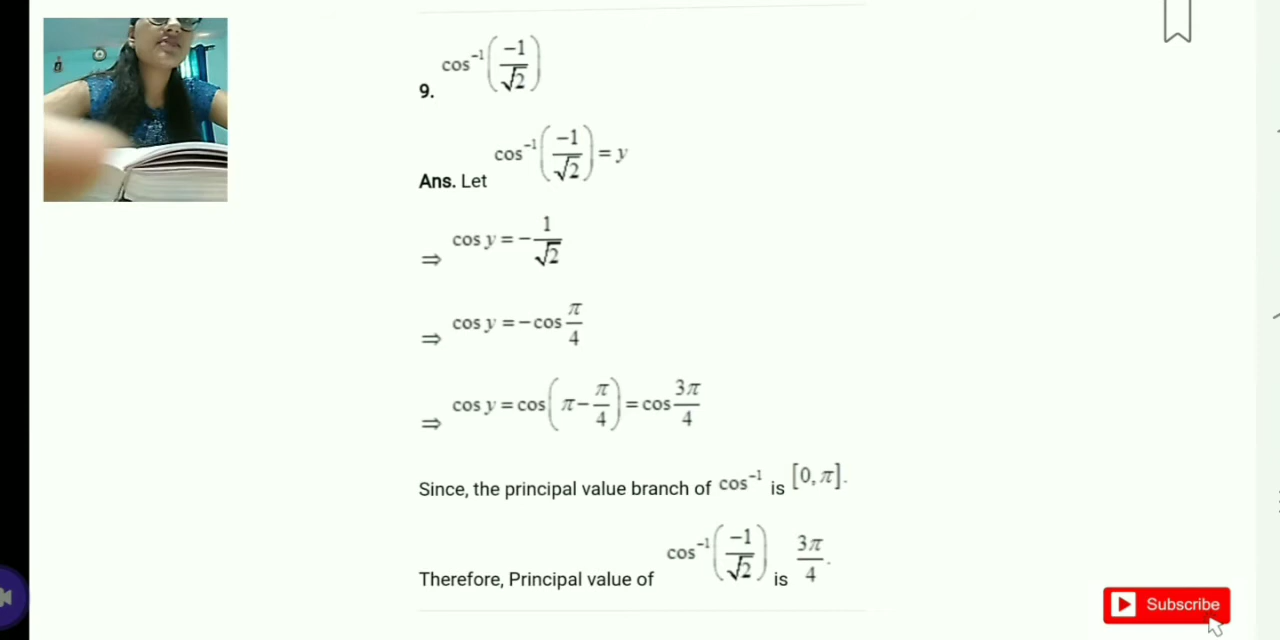 9. cos⁻¹(−1/√2)
Ans. Let cos⁻¹(−1/√2) = y
⇒ cos y = −1/√2
⇒ cos y = −cos π/4
⇒ cos y = cos(π − π/4) = cos 3π/4
Since, the principal value branch of cos⁻¹ is [0, π].
Therefore, Principal value of cos⁻¹(−1/√2) is 3π/4.
Subscribe